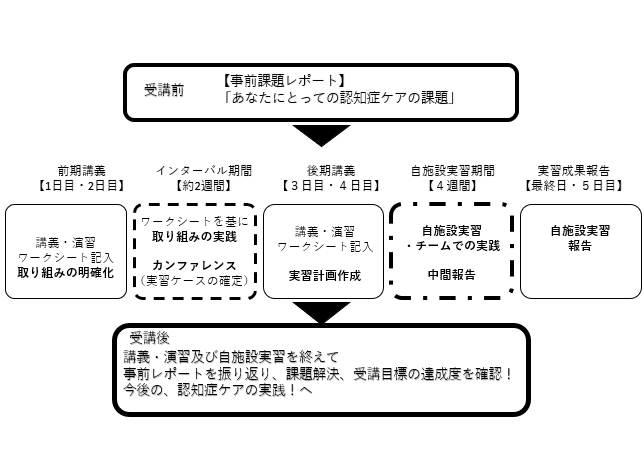 受講前
【事前課題レポート】
「あなたにとっての認知症ケアの課題」
前期講義
【1日目・2日目】
インターバル期間
【約2週間】
後期講義
【３日目・４日目】
自施設実習期間
【４週間】
実習成果報告
【最終日・５日目】
講義・演習
ワークシート記入
取り組みの明確化
ワークシートを基に
取り組みの実践
カンファレンス
（実習ケースの確定）
講義・演習
ワークシート記入
実習計画作成
自施設実習
・チームでの実践
中間報告
自施設実習
報告
受講後
講義・演習及び自施設実習を終えて
事前レポートを振り返り、課題解決、受講目標の達成度を確認！
今後の、認知症ケアの実践！へ